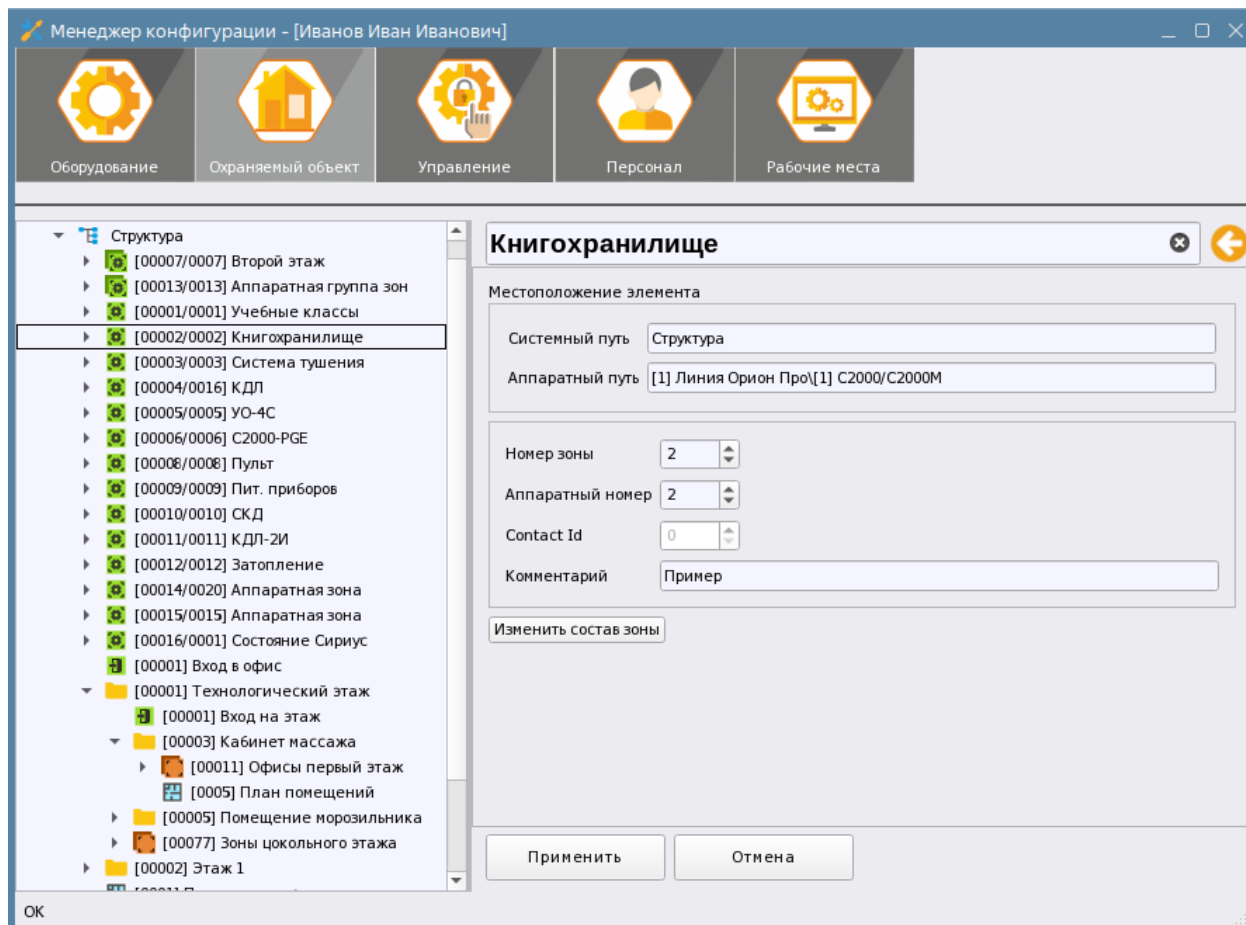 Менеджер конфигурации – [Иванов Иван Иванович]
Оборудование
Охраняемый объект
Управление
Персонал
Рабочие места
Структура
[00007/0007] Второй этаж
[00013/0013] Аппаратная группа зон
[00001/0001] Учебные классы
[00002/0002] Книгохранилище
[00003/0003] Система тушения
[00004/0016] КДЛ
[00005/0005] УО-4С
[00006/0006] С2000-PGE
[00008/0008] Пульт
[00009/0009] Пит. приборов
[00010/0010] СКД
[00011/0011] КДЛ-2И
[00012/0012] Затопление
[00014/0020] Аппаратная зона
[00015/0015] Аппаратная зона
[00016/0001] Состояние Сириус
[00001] Вход в офис
[00001] Технологический этаж
[00001] Вход на этаж
[00003] Кабинет массажа
[00011] Офисы первый этаж
[0005] План помещений
[00005] Помещение морозильника
[00077] Зоны цокольного этажа
[00002] Этаж 1
Книгохранилище
Местоположение элемента
Системный путь Структура
Аппаратный путь [1] Линия Орион Про\[1] С2000/С2000М
Номер зоны 2
Аппаратный номер 2
Contact Id 0
Комментарий Пример
Изменить состав зоны
Применить Отмена
OK